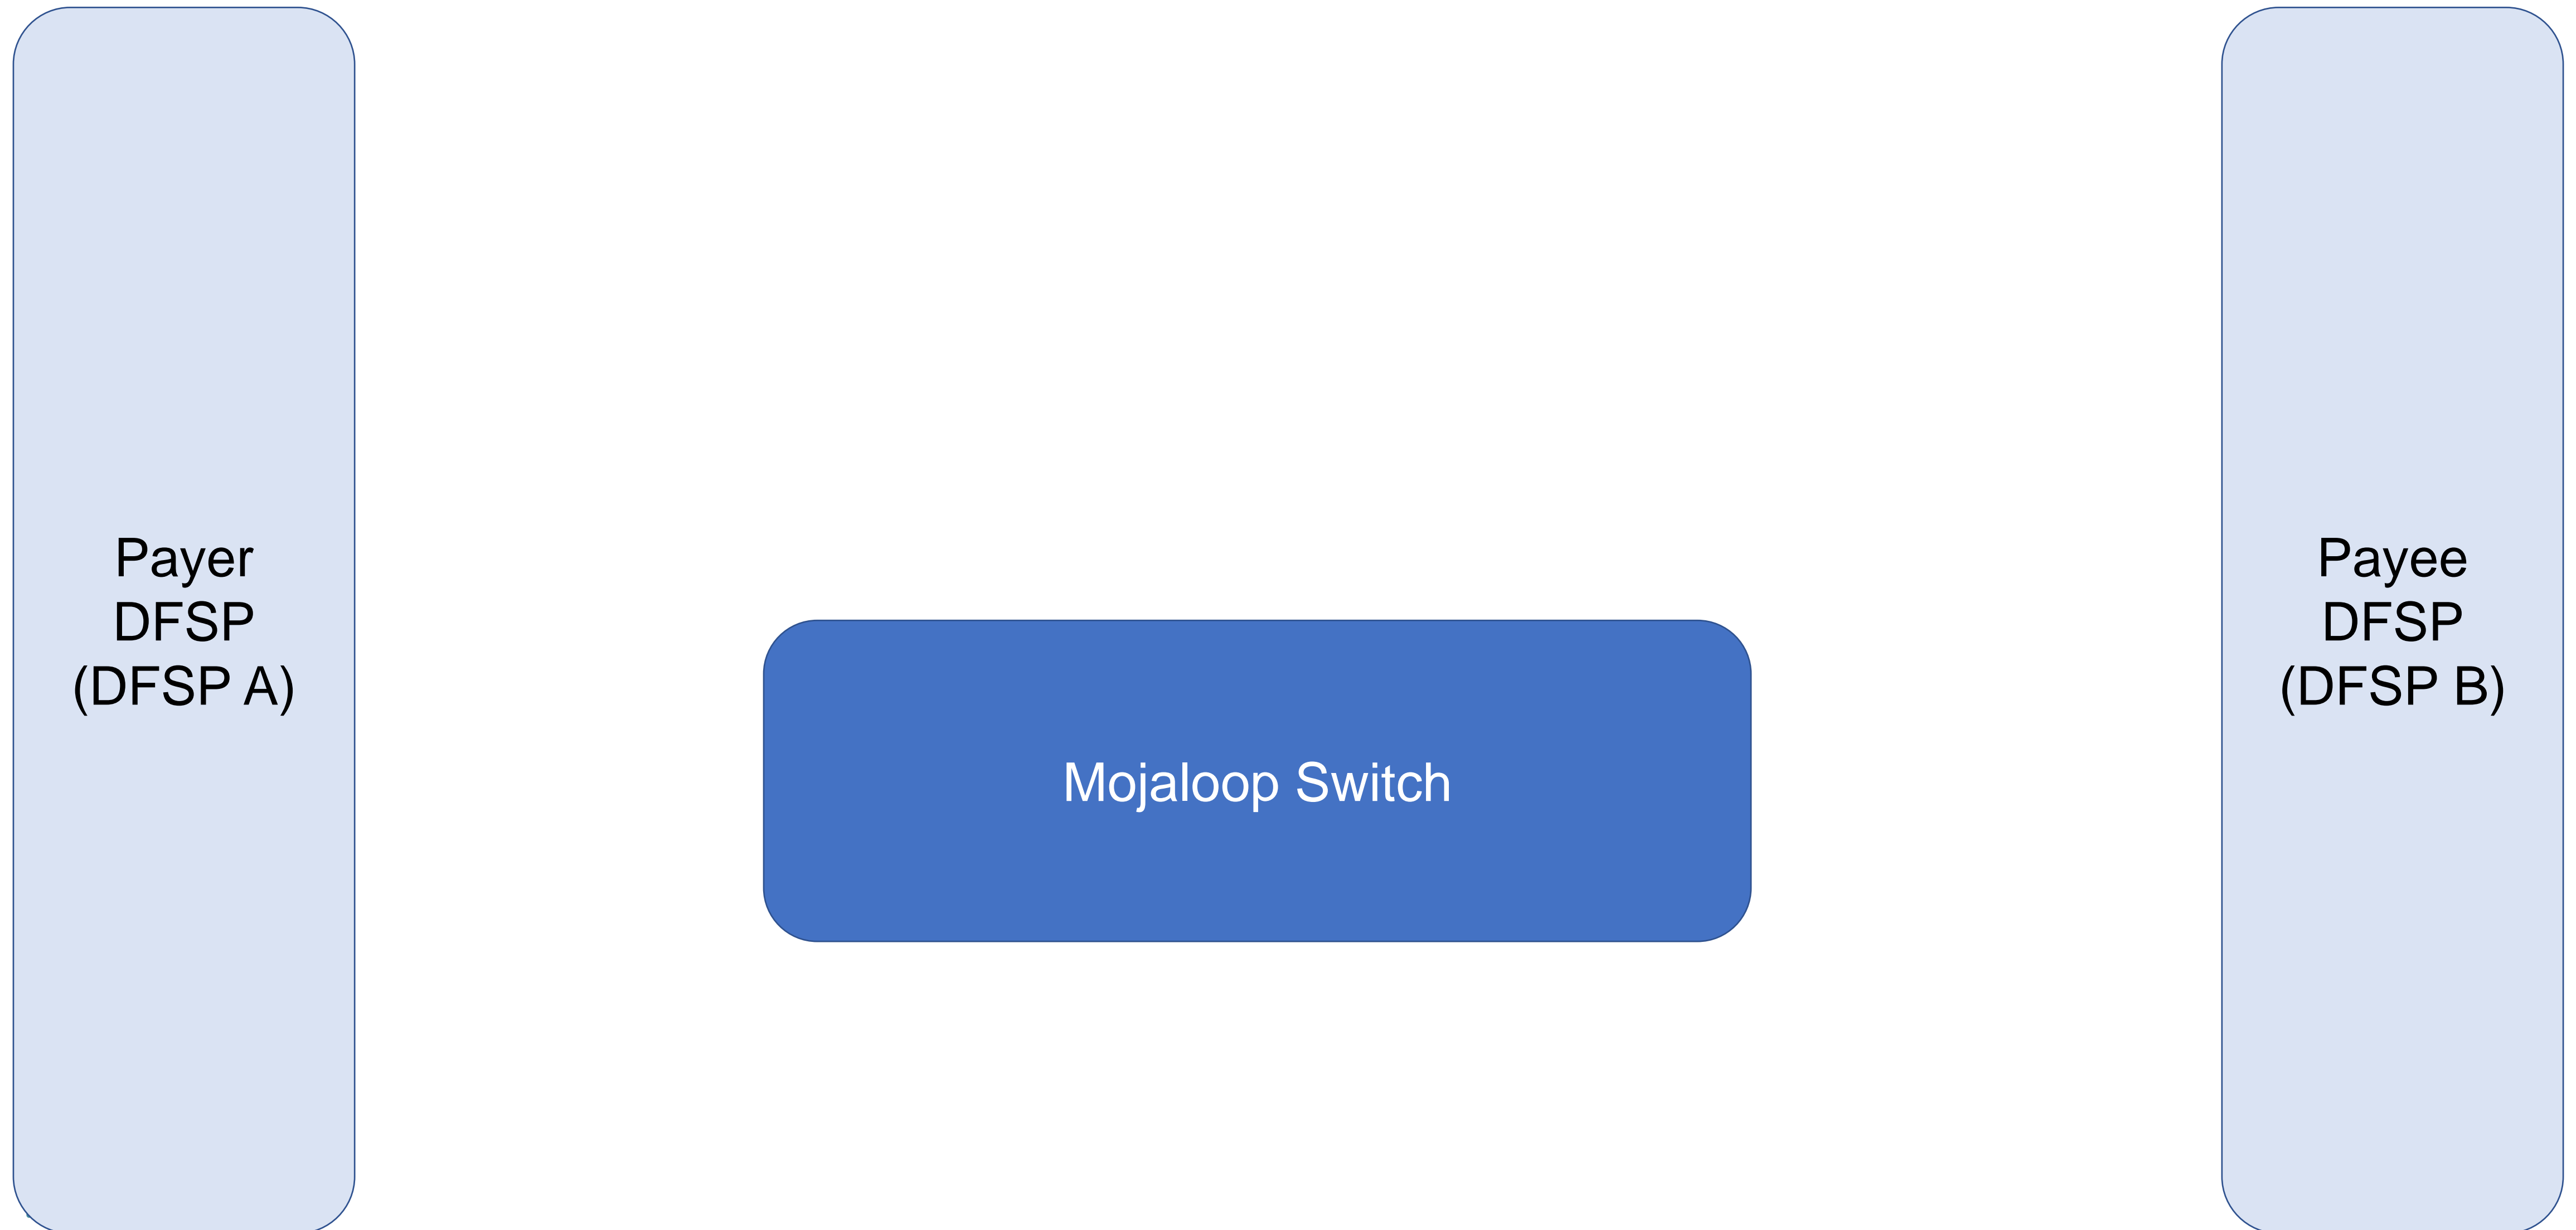 Payer
DFSP
(DFSP A)
Mojaloop Switch
Payee
DFSP
(DFSP B)